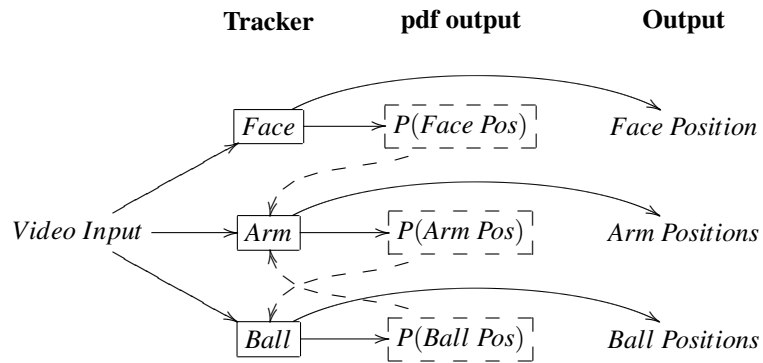 Tracker pdf output Output
Face P(Face Pos) Face Position
Video Input Arm P(Arm Pos) Arm Positions
Ball P(Ball Pos) Ball Positions